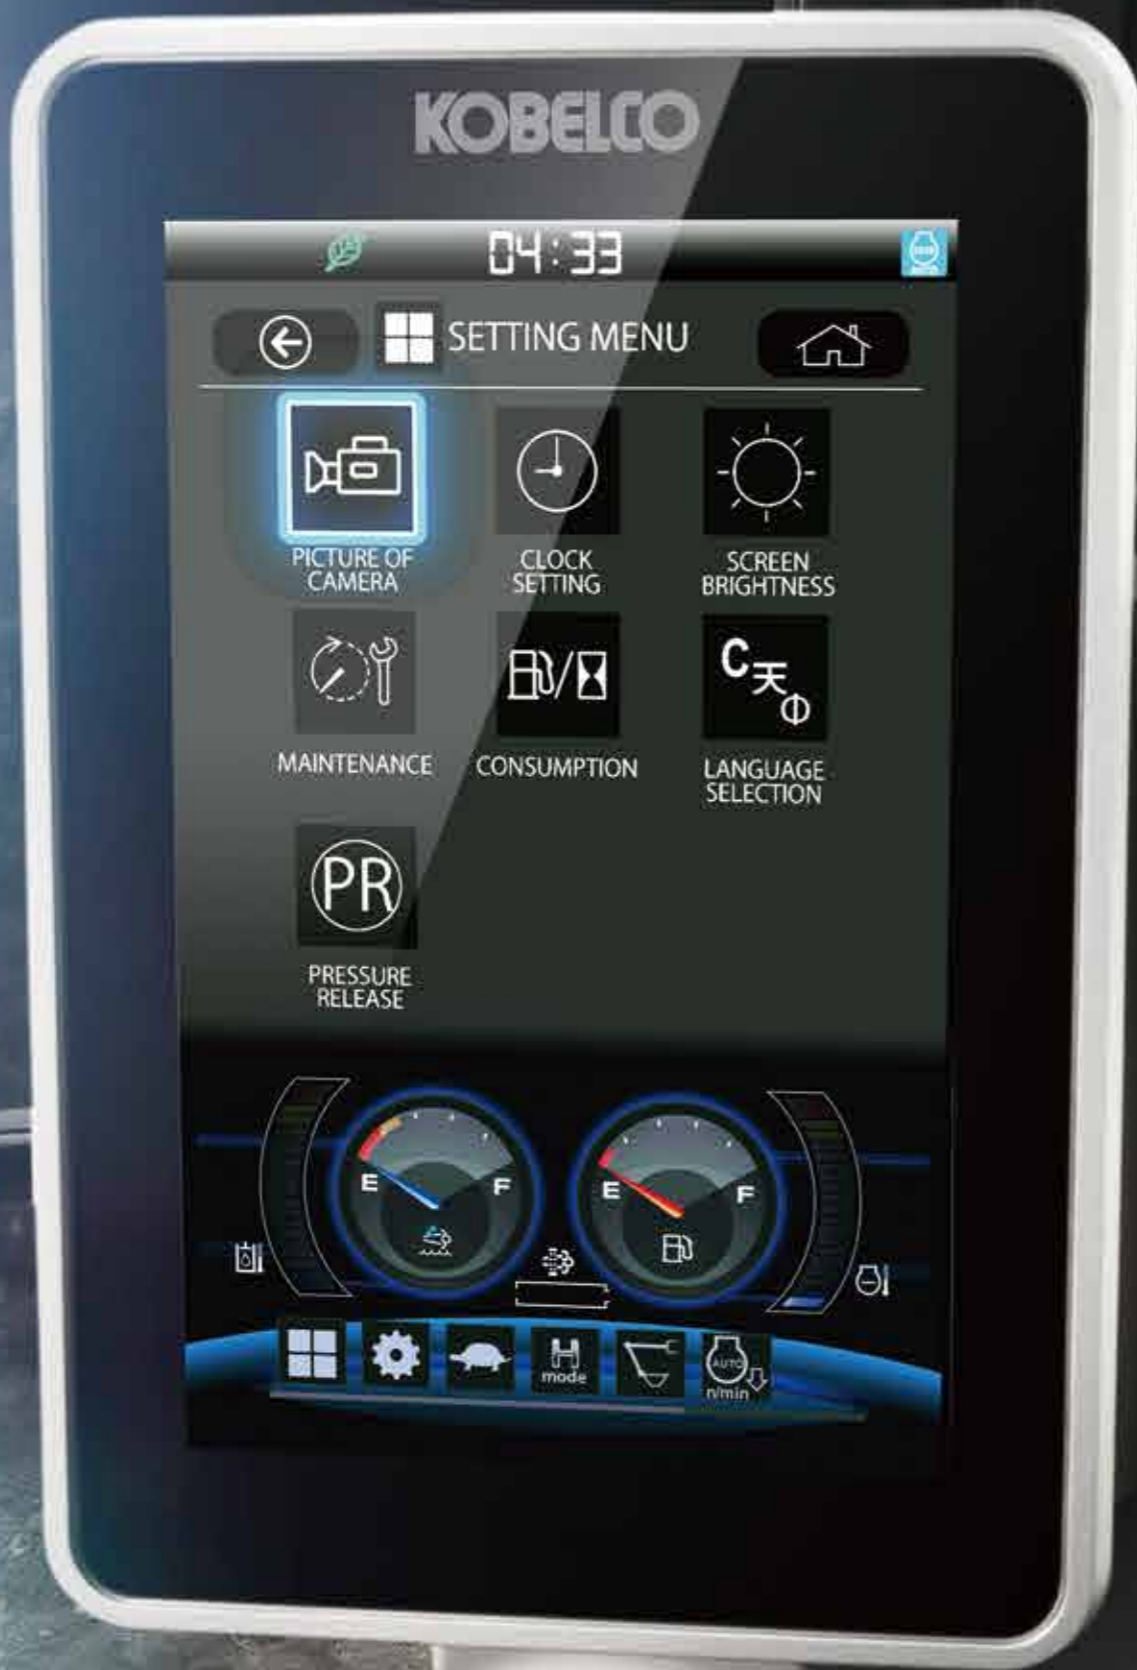 KOBELCO
04:33
AUTO
SETTING MENU
PICTURE OF
CAMERA
CLOCK
SETTING
SCREEN
BRIGHTNESS
C天Φ
MAINTENANCE
CONSUMPTION
LANGUAGE
SELECTION
PR
PRESSURE
RELEASE
E F
E F
H
mode
AUTO
n/min